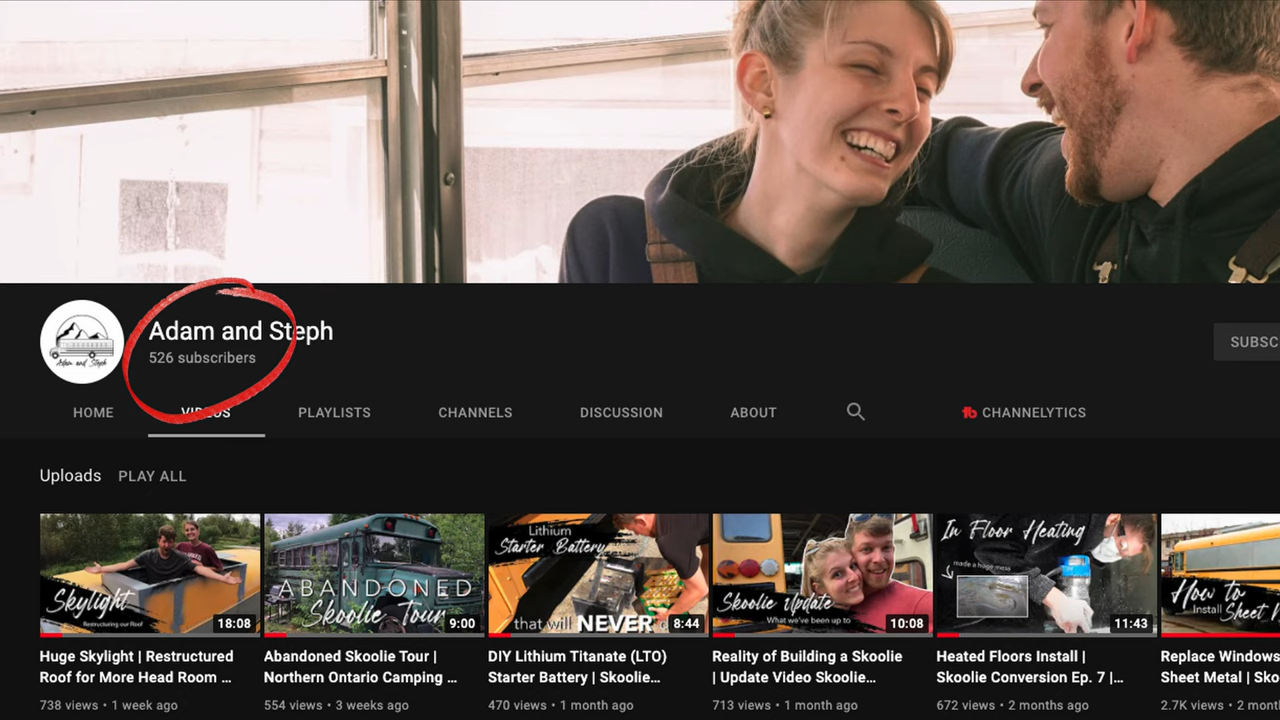 Adam and Steph
526 subscribers
Adam and Steph
SUBSC
HOME
VIDEOS
PLAYLISTS
CHANNELS
DISCUSSION
ABOUT
CHANNELYTICS
Uploads
PLAY ALL
Skylight
Restructuring our Roof
18:08
ABANDONED
Skoolie Tour
9:00
Lithium
Starter Battery
that will NEVER
8:44
Skoolie Update
What we've been up to
10:08
In Floor Heating
made a huge mess
11:43
How to
Install Sheet
Huge Skylight | Restructured
Roof for More Head Room ...
738 views • 1 week ago
Abandoned Skoolie Tour |
Northern Ontario Camping ...
554 views • 3 weeks ago
DIY Lithium Titanate (LTO)
Starter Battery | Skoolie...
470 views • 1 month ago
Reality of Building a Skoolie
| Update Video Skoolie...
713 views • 1 month ago
Heated Floors Install |
Skoolie Conversion Ep. 7 |...
672 views • 2 months ago
Replace Windows
Sheet Metal | Sko
2.7K views • 2 mont